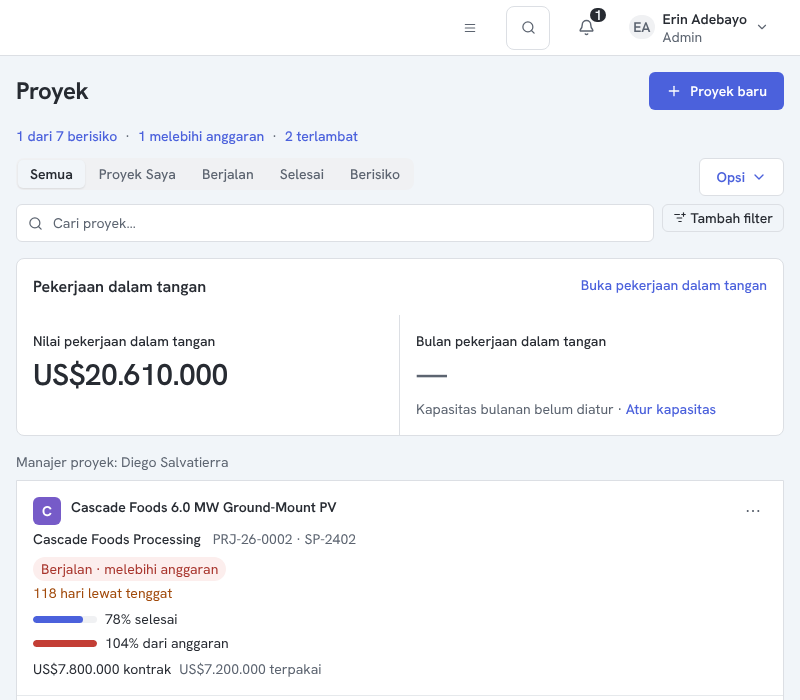 1
EA
Erin Adebayo
Admin
Proyek
Proyek baru
1 dari 7 berisiko · 1 melebihi anggaran · 2 terlambat
Semua Proyek Saya Berjalan Selesai Berisiko
Opsi
Cari proyek...
Tambah filter
Pekerjaan dalam tangan
Buka pekerjaan dalam tangan
Nilai pekerjaan dalam tangan
US$20.610.000
Bulan pekerjaan dalam tangan
—
Kapasitas bulanan belum diatur · Atur kapasitas
Manajer proyek: Diego Salvatierra
C
Cascade Foods 6.0 MW Ground-Mount PV
...
Cascade Foods Processing PRJ-26-0002 · SP-2402
Berjalan · melebihi anggaran
118 hari lewat tenggat
78% selesai
104% dari anggaran
US$7.800.000 kontrak US$7.200.000 terpakai